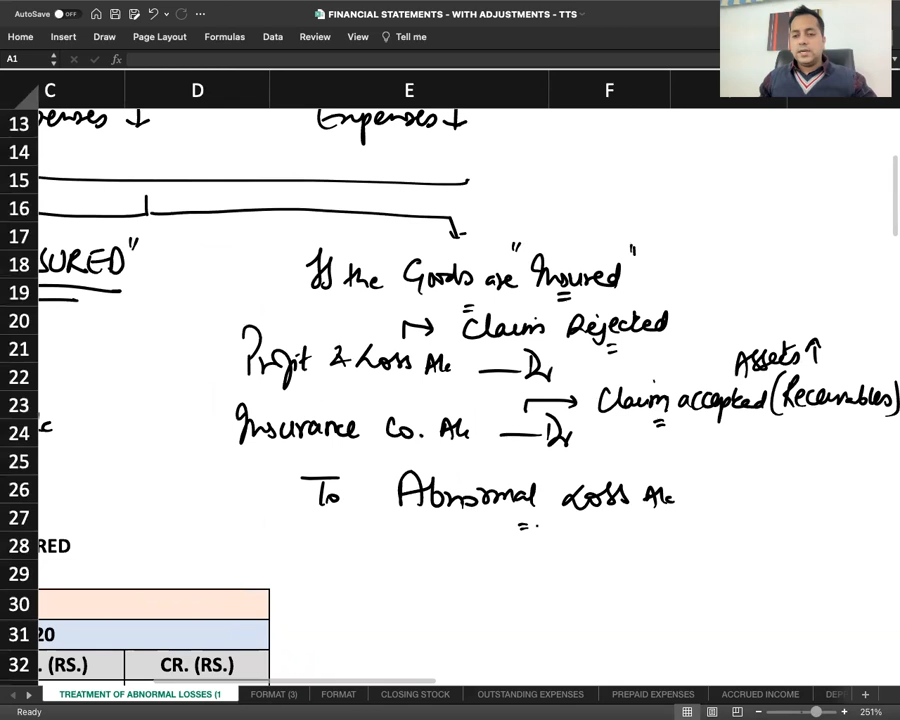 AutoSave OFF FINANCIAL STATEMENTS - WITH ADJUSTMENTS - TTS
Home Insert Draw Page Layout Formulas Data Review View Tell me
A1 fx
C D E F
13 penses ↓ Expenses ↓
14
15
16
17
18 SURED" If the Goods are "Insured"
19
20 Claim Rejected
21 Profit & Loss A/c — Dr Assets ↑
22
23 Claim accepted (Receivables)
24 c Insurance Co. A/c — Dr
25
26 To Abnormal Loss A/c
27
28 RED
29
30
31 20
32 . (RS.) CR. (RS.)
TREATMENT OF ABNORMAL LOSSES (1 FORMAT (3) FORMAT CLOSING STOCK OUTSTANDING EXPENSES PREPAID EXPENSES ACCRUED INCOME DEP +
Ready 251%